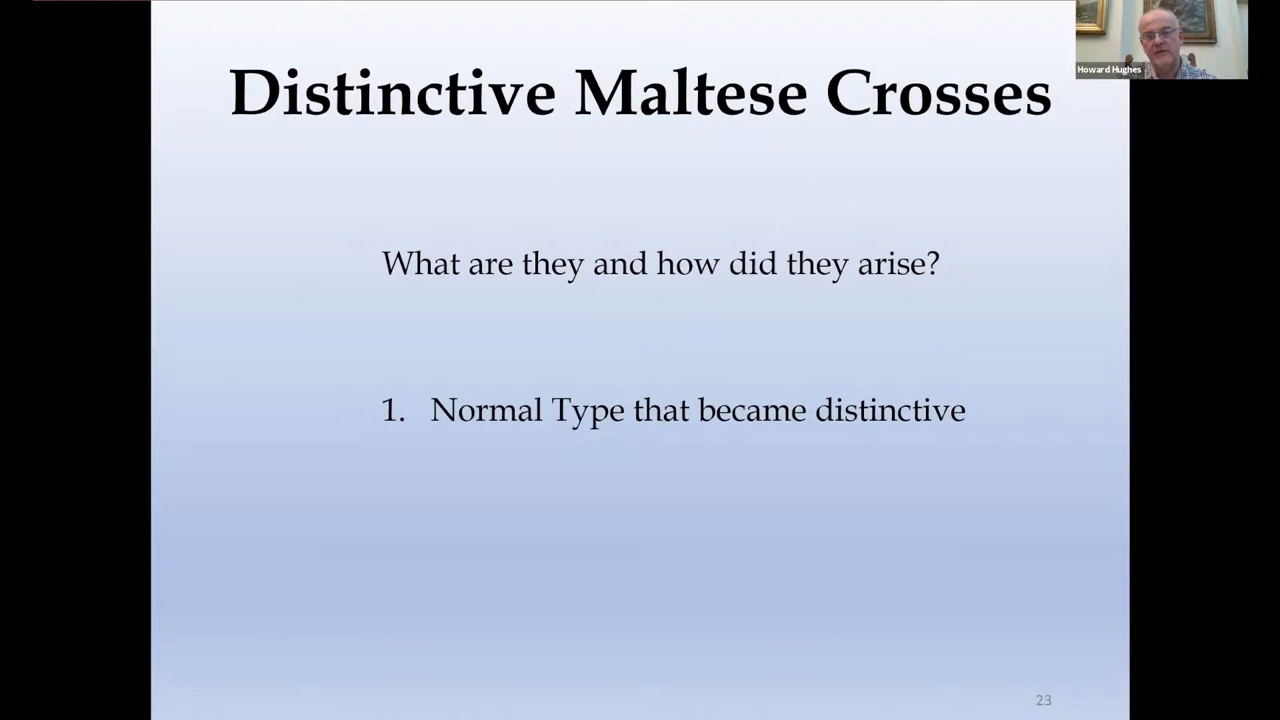 Distinctive Maltese Crosses
Howard Hughes
What are they and how did they arise?
1. Normal Type that became distinctive
23